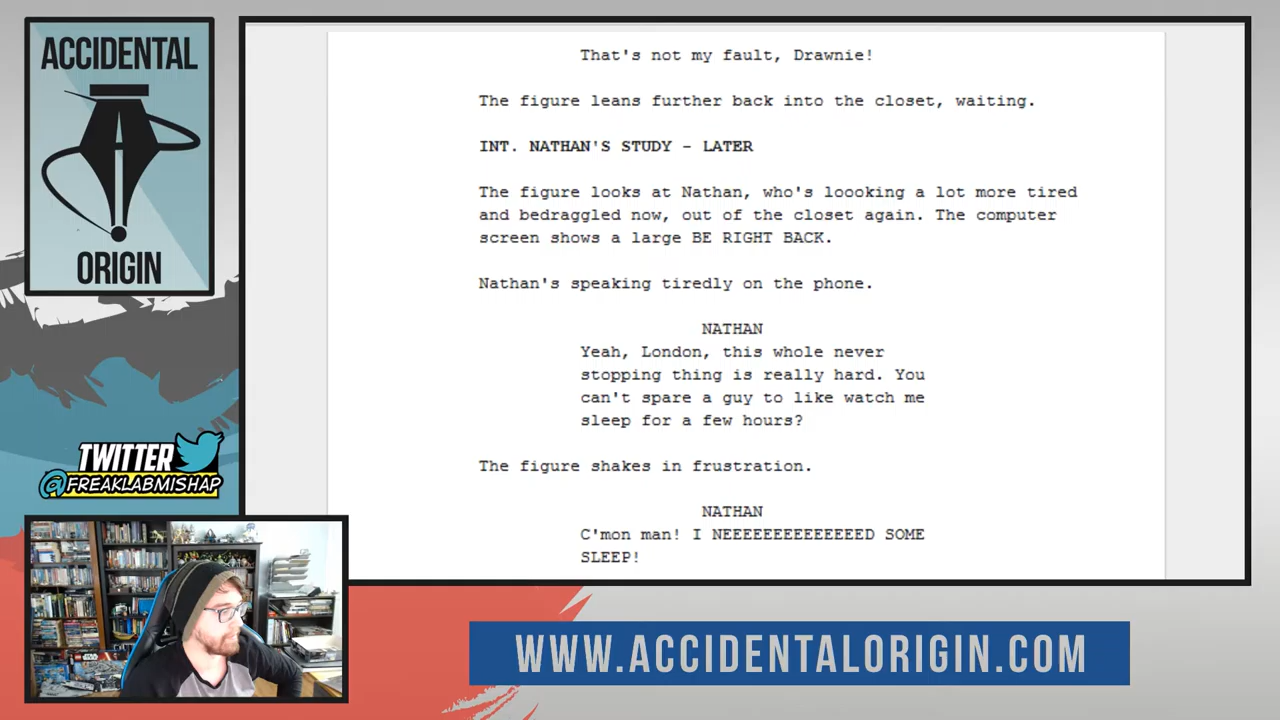 ACCIDENTAL
ORIGIN
TWITTER
@FREAKLABMISHAP
That's not my fault, Drawnie!
The figure leans further back into the closet, waiting.
INT. NATHAN'S STUDY - LATER
The figure looks at Nathan, who's loooking a lot more tired
and bedraggled now, out of the closet again. The computer
screen shows a large BE RIGHT BACK.
Nathan's speaking tiredly on the phone.
NATHAN
Yeah, London, this whole never
stopping thing is really hard. You
can't spare a guy to like watch me
sleep for a few hours?
The figure shakes in frustration.
NATHAN
C'mon man! I NEEEEEEEEEEEEEED SOME
SLEEP!
WWW.ACCIDENTALORIGIN.COM